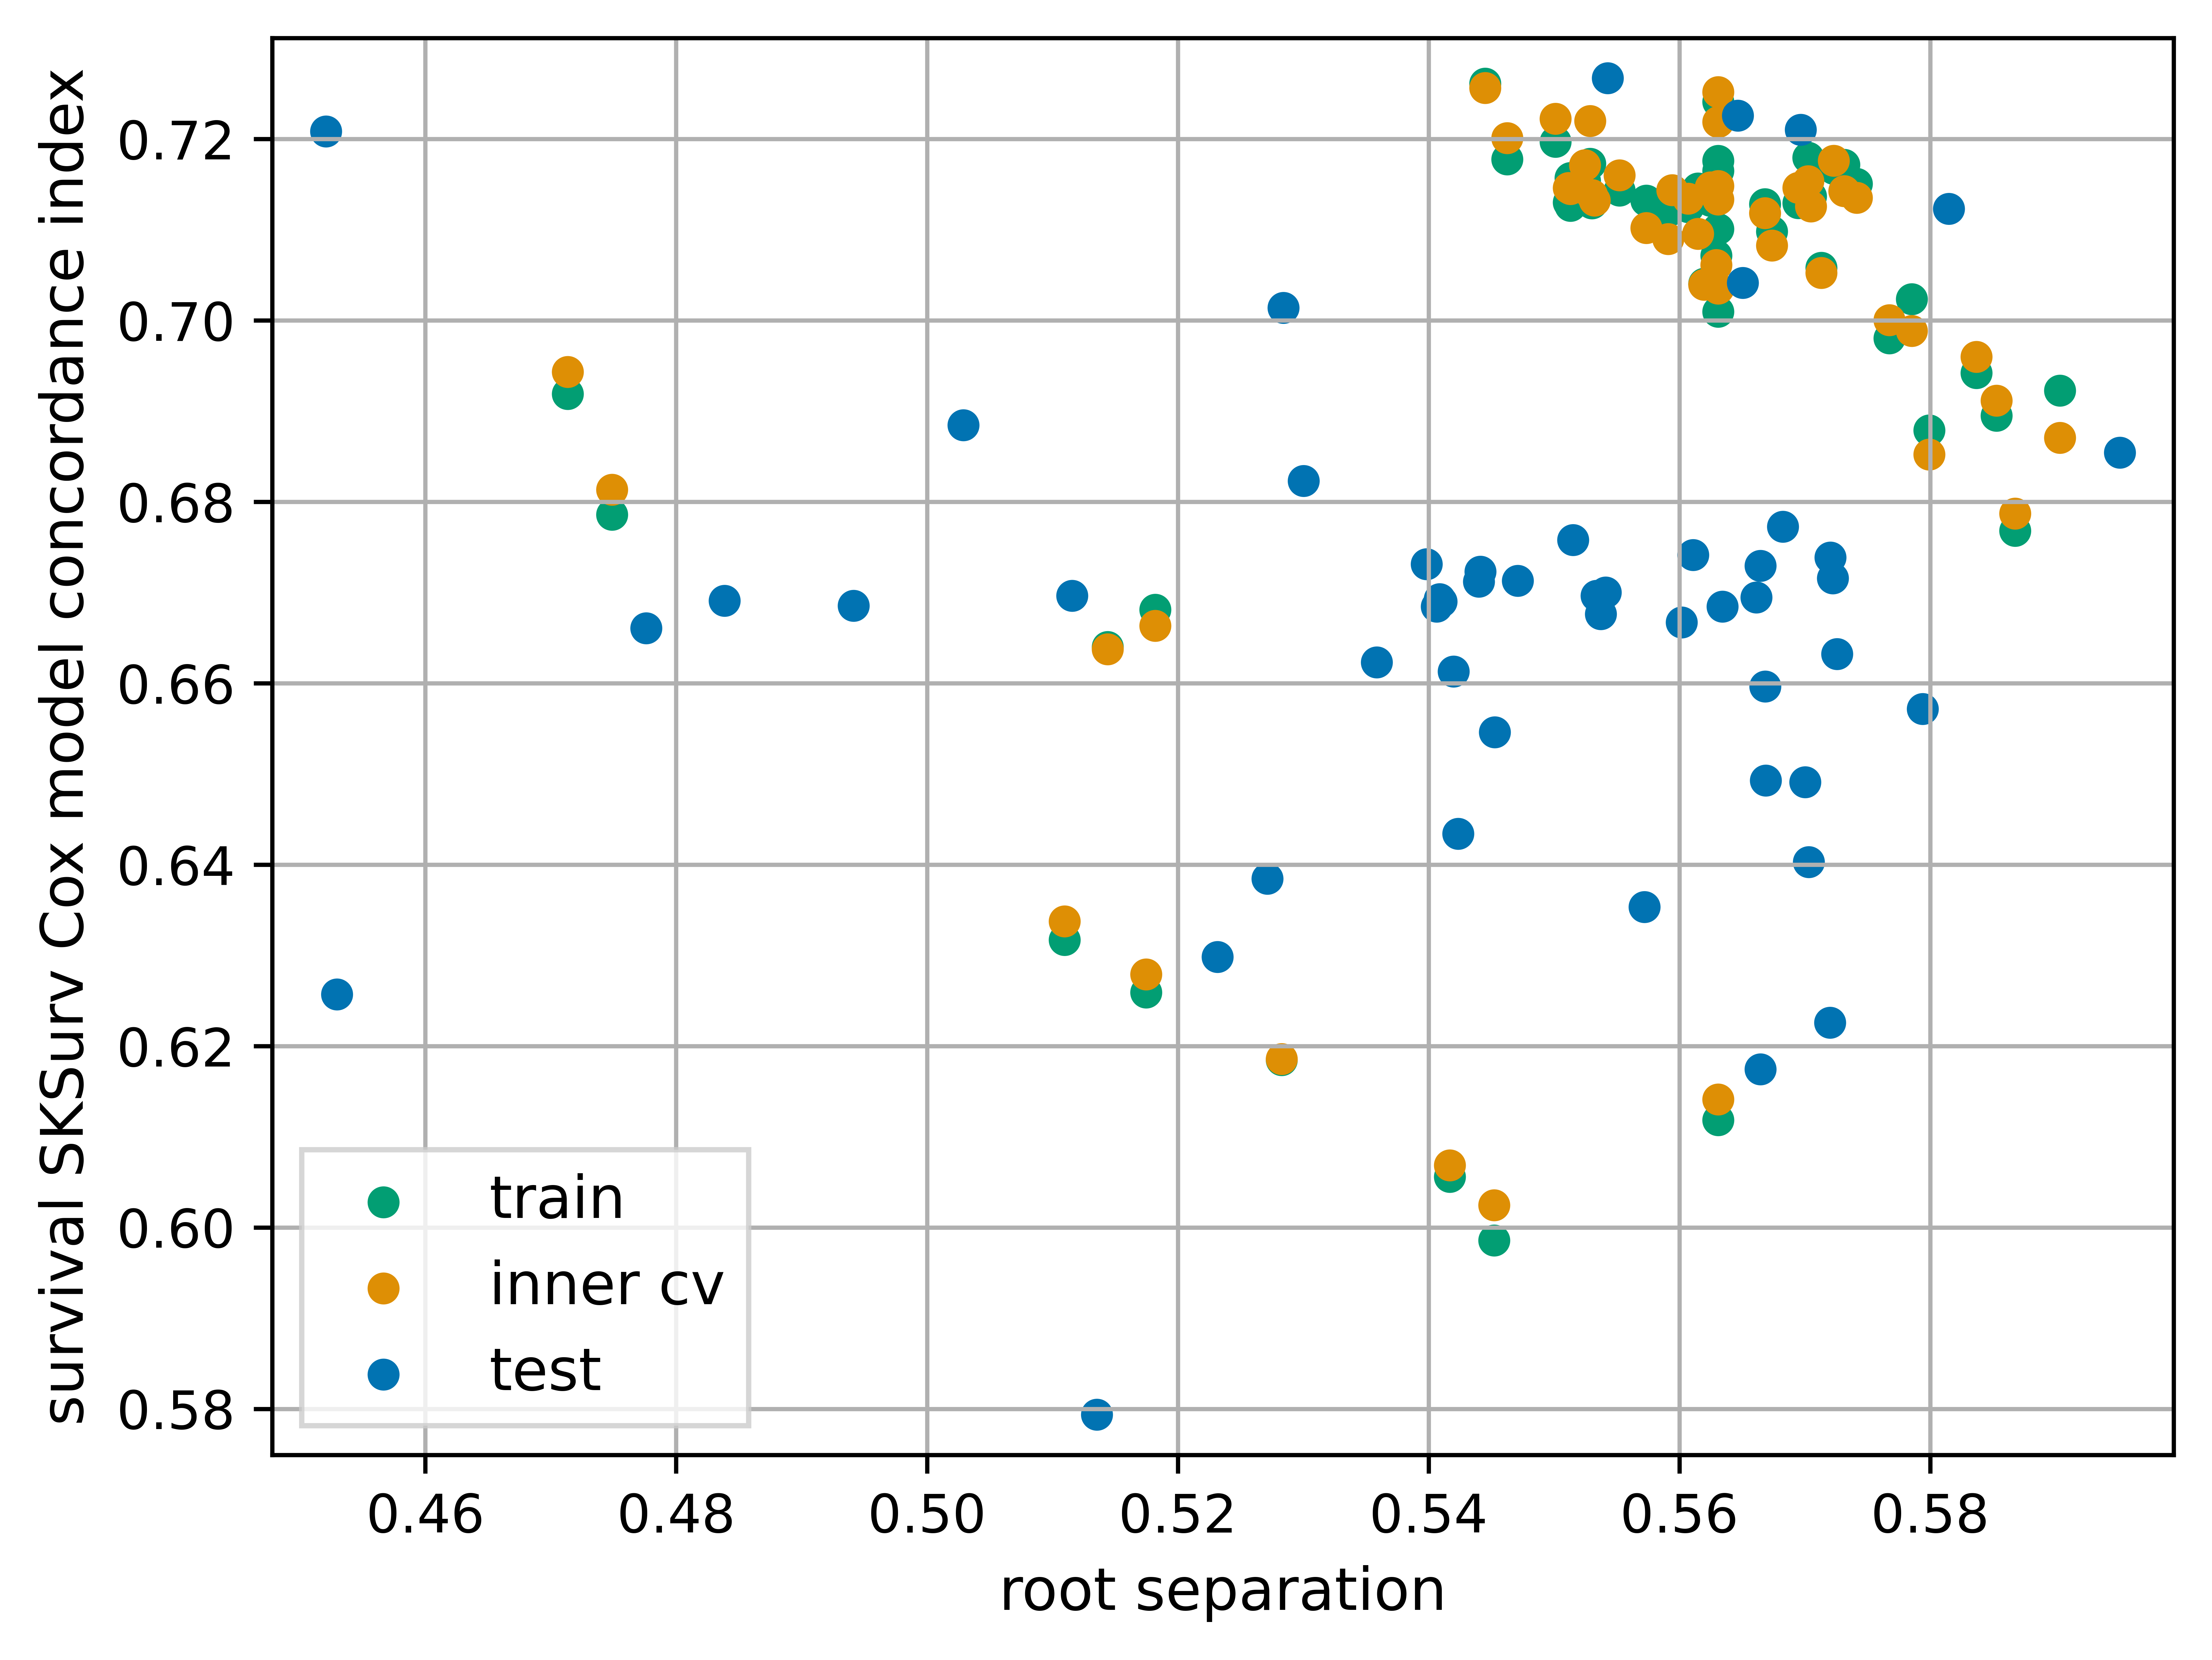 survival SKSurv Cox model concordance index
0.72
0.70
0.68
0.66
0.64
0.62
0.60
0.58
train
inner cv
test
0.46 0.48 0.50 0.52 0.54 0.56 0.58
root separation